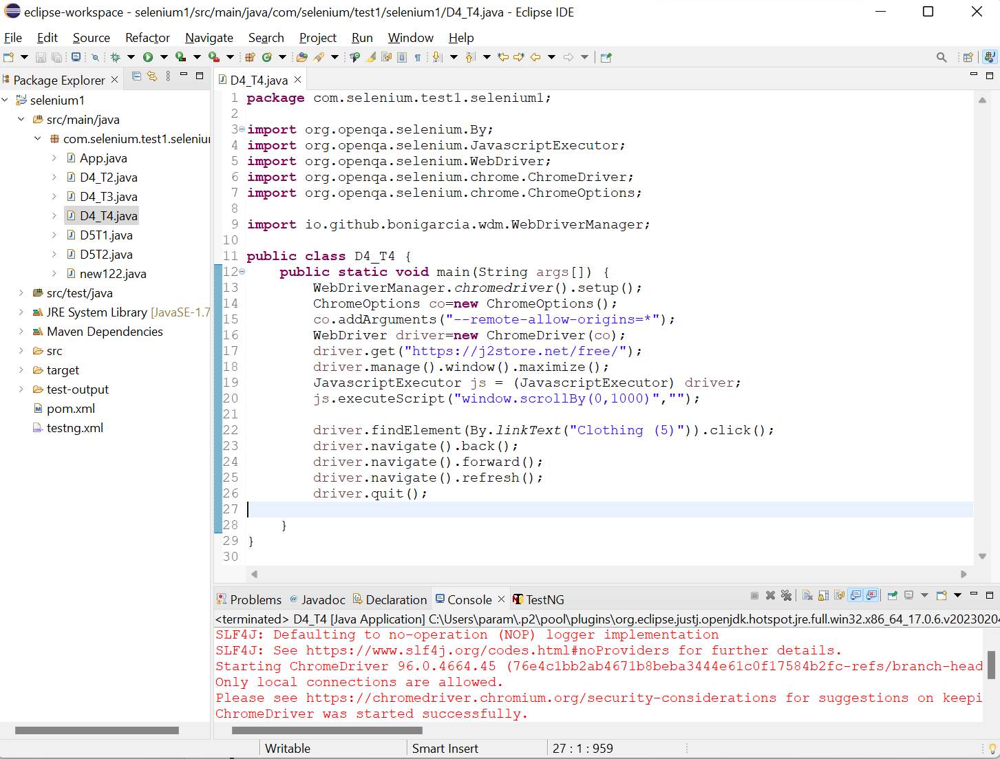 eclipse-workspace - selenium1/src/main/java/com/selenium/test1/selenium1/D4_T4.java - Eclipse IDE
File Edit Source Refactor Navigate Search Project Run Window Help
Package Explorer
selenium1
src/main/java
com.selenium.test1.seleniu
App.java
D4_T2.java
D4_T3.java
D4_T4.java
D5T1.java
D5T2.java
new122.java
src/test/java
JRE System Library [JavaSE-1.7
Maven Dependencies
src
target
test-output
pom.xml
testng.xml
D4_T4.java
1 package com.selenium.test1.selenium1;
2
3 import org.openqa.selenium.By;
4 import org.openqa.selenium.JavascriptExecutor;
5 import org.openqa.selenium.WebDriver;
6 import org.openqa.selenium.chrome.ChromeDriver;
7 import org.openqa.selenium.chrome.ChromeOptions;
8
9 import io.github.bonigarcia.wdm.WebDriverManager;
10
11 public class D4_T4 {
12 public static void main(String args[]) {
13 WebDriverManager.chromedriver().setup();
14 ChromeOptions co=new ChromeOptions();
15 co.addArguments("--remote-allow-origins=*");
16 WebDriver driver=new ChromeDriver(co);
17 driver.get("https://j2store.net/free/");
18 driver.manage().window().maximize();
19 JavascriptExecutor js = (JavascriptExecutor) driver;
20 js.executeScript("window.scrollBy(0,1000)","");
21
22 driver.findElement(By.linkText("Clothing (5)")).click();
23 driver.navigate().back();
24 driver.navigate().forward();
25 driver.navigate().refresh();
26 driver.quit();
27
28 }
29 }
30
Problems Javadoc Declaration Console TestNG
<terminated> D4_T4 [Java Application] C:\Users\param\.p2\pool\plugins\org.eclipse.justj.openjdk.hotspot.jre.full.win32.x86_64_17.0.6.v2023020
SLF4J: Defaulting to no-operation (NOP) logger implementation
SLF4J: See https://www.slf4j.org/codes.html#noProviders for further details.
Starting ChromeDriver 96.0.4664.45 (76e4c1bb2ab4671b8beba3444e61c0f17584b2fc-refs/branch-head
Only local connections are allowed.
Please see https://chromedriver.chromium.org/security-considerations for suggestions on keepi
ChromeDriver was started successfully.
Writable Smart Insert 27 : 1 : 959